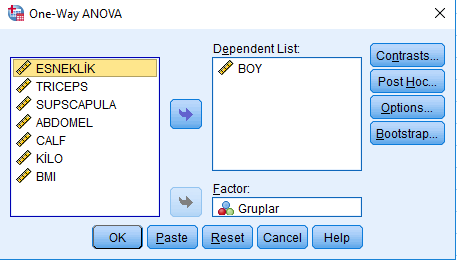 One-Way ANOVA
ESNEKLİK
TRICEPS
SUPSCAPULA
ABDOMEL
CALF
KİLO
BMI
Dependent List:
BOY
Factor:
Gruplar
Contrasts...
Post Hoc...
Options...
Bootstrap...
OK
Paste
Reset
Cancel
Help